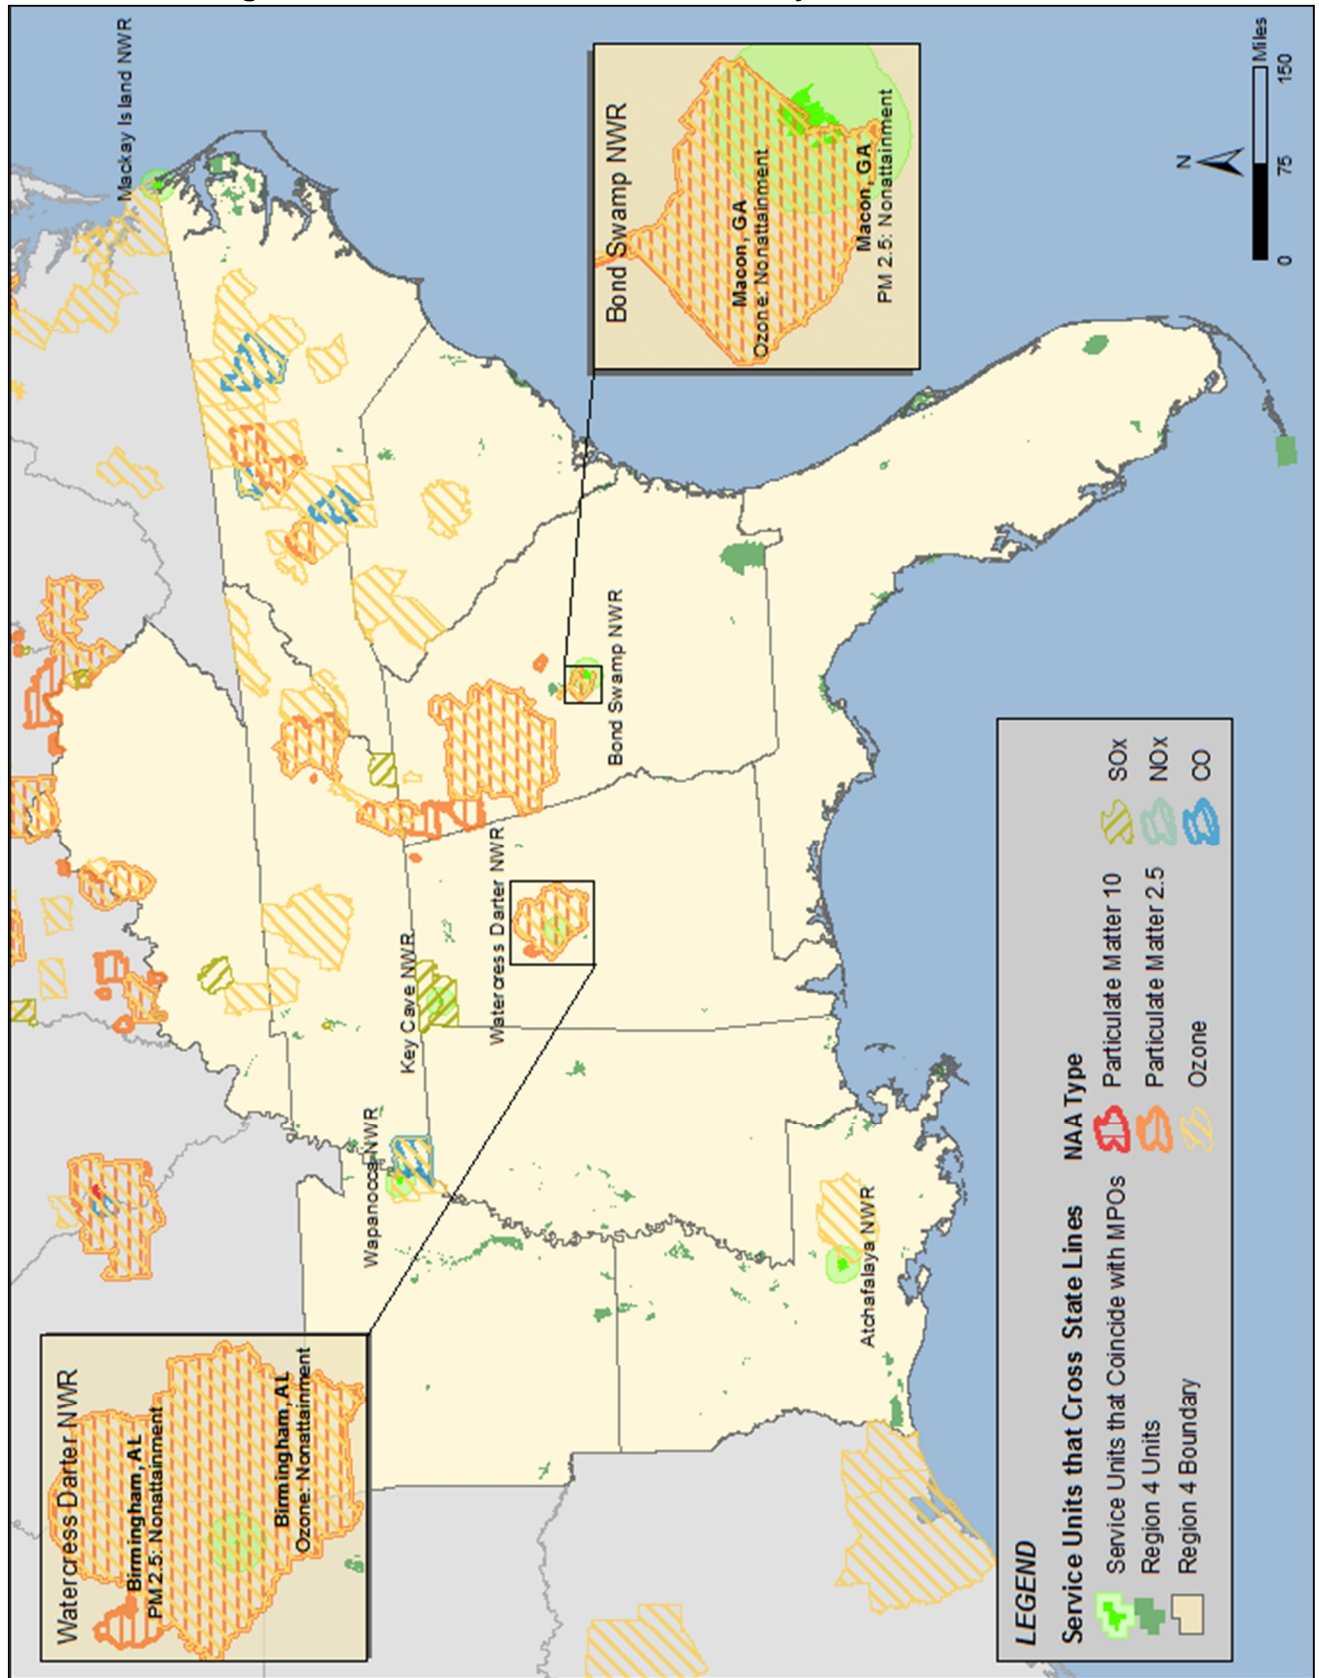 Mackay Island NWR
Bond Swamp NWR
Macon, GA
Ozone: Nonattainment
Macon, GA
PM 2.5: Nonattainment
N
0 75 150
Miles
Bond Swamp NWR
Watercress Darter NWR
Key Cave NWR
Wapanocca NWR
Atchafalaya NWR
Watercress Darter NWR
Birmingham, AL
PM 2.5: Nonattainment
Birmingham, AL
Ozone: Nonattainment
LEGEND
Service Units that Cross State Lines
Service Units that Coincide with MPOs
Region 4 Units
Region 4 Boundary
NAA Type
Particulate Matter 10
Particulate Matter 2.5
Ozone
SOx
NOx
CO